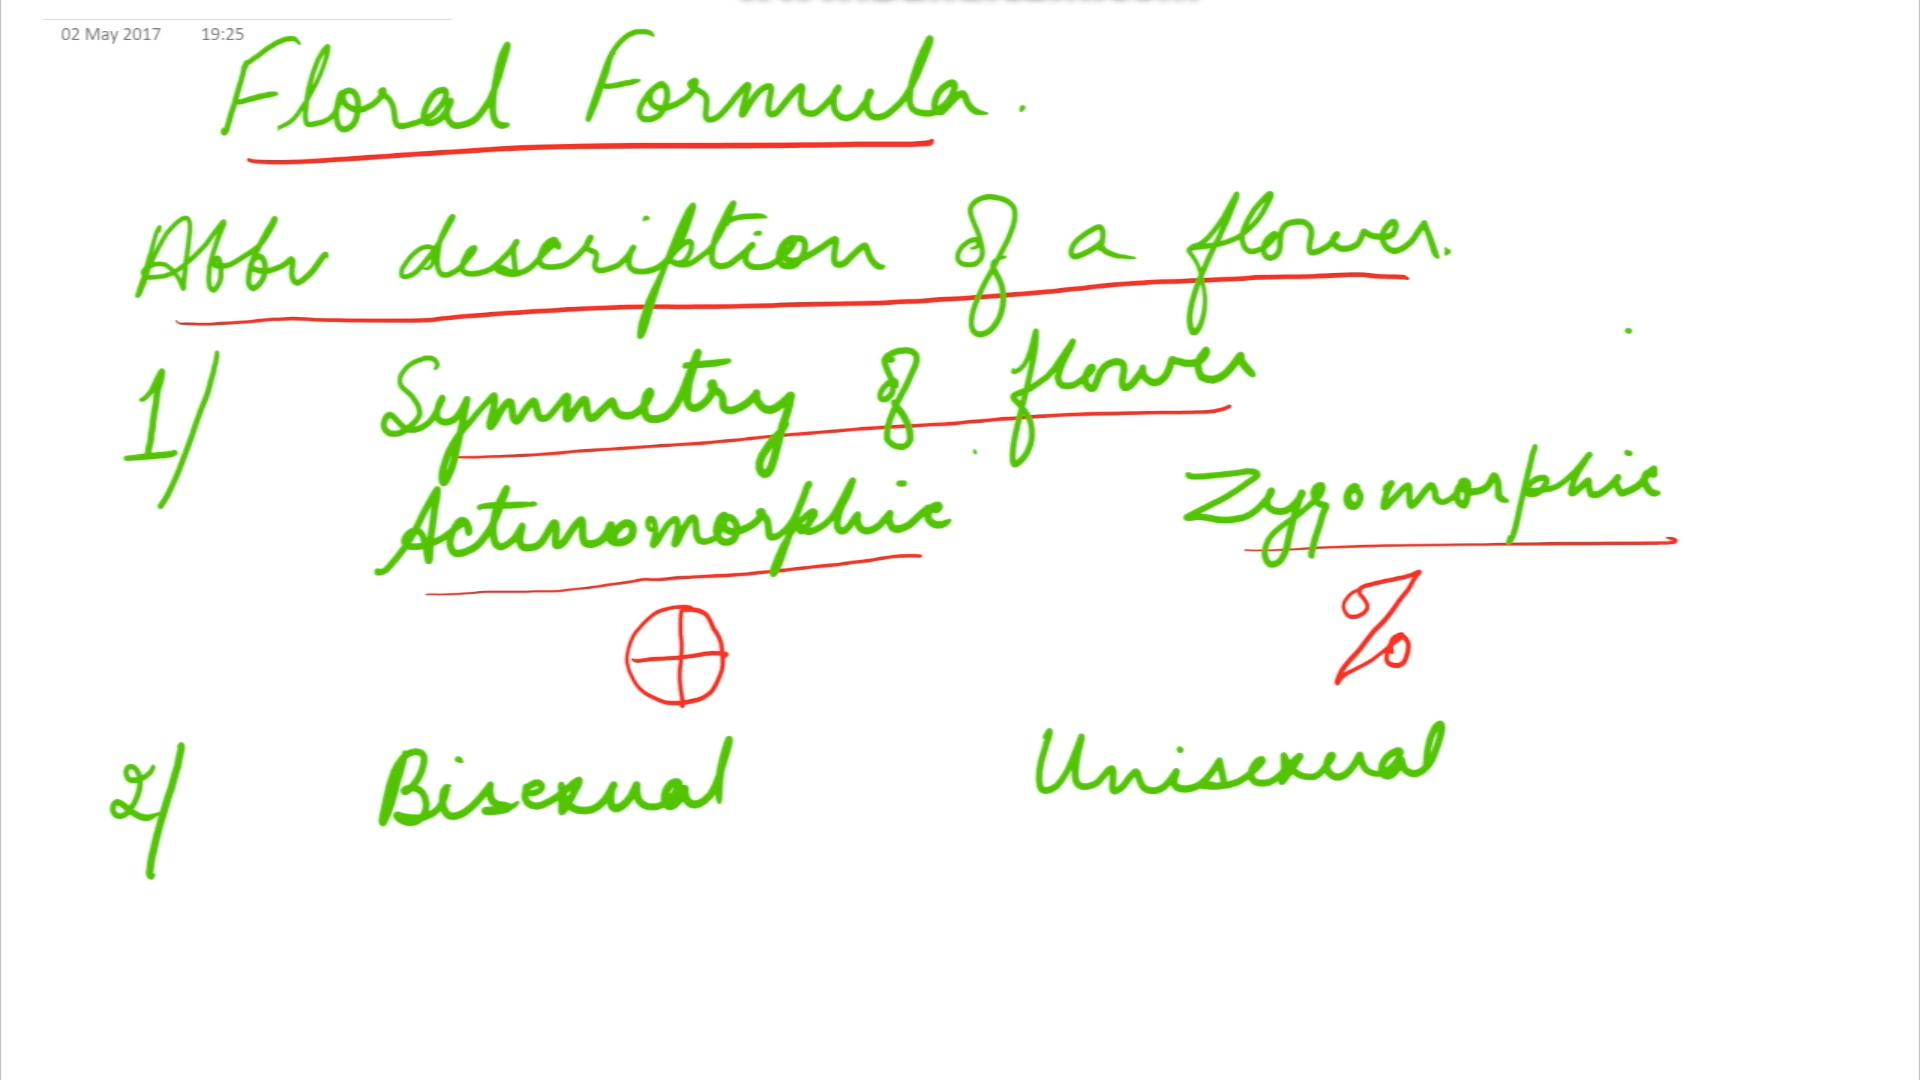 02 May 2017 19:25
Floral Formula.
Abbv description of a flower.
1) Symmetry of flower
Actinomorphic Zygomorphic
⊕ %
2) Bisexual Unisexual